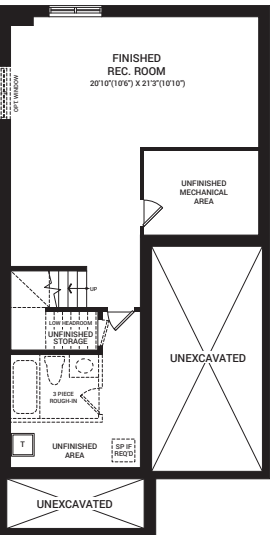 FINISHED
REC. ROOM
20'10"(10'6") X 21'3"(10'10")
OPT. WINDOW
UNFINISHED
MECHANICAL
AREA
UP
LOW HEADROOM
UNFINISHED
STORAGE
UNEXCAVATED
3 PIECE
ROUGH-IN
T
UNFINISHED
AREA
SP IF
REQ'D
UNEXCAVATED